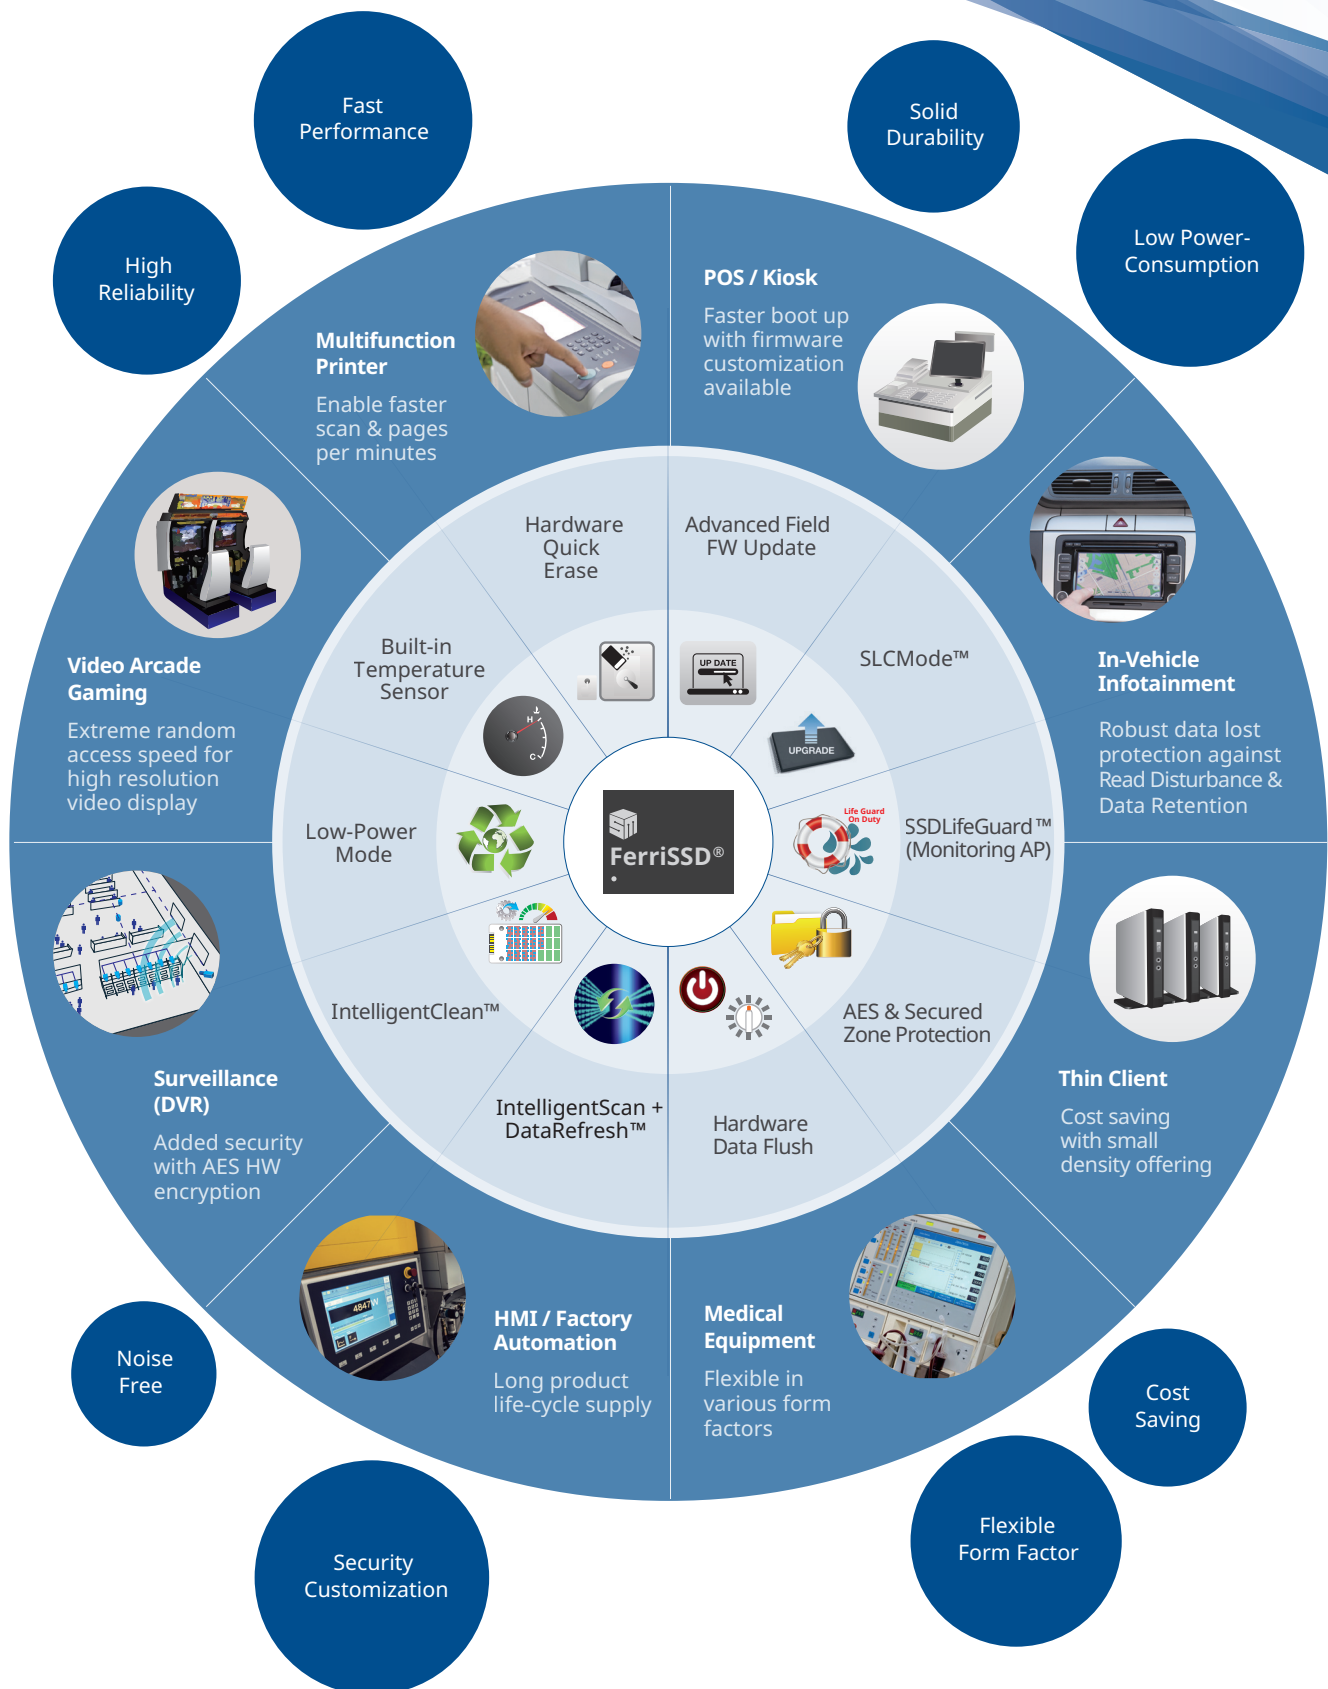 Fast
Performance
Solid
Durability
High
Reliability
Low Power-
Consumption
Multifunction
Printer
Enable faster
scan & pages
per minutes
POS / Kiosk
Faster boot up
with firmware
customization
available
Video Arcade
Gaming
Extreme random
access speed for
high resolution
video display
In-Vehicle
Infotainment
Robust data lost
protection against
Read Disturbance &
Data Retention
Surveillance
(DVR)
Added security
with AES HW
encryption
Thin Client
Cost saving
with small
density offering
HMI / Factory
Automation
Long product
life-cycle supply
Medical
Equipment
Flexible in
various form
factors
Hardware
Quick
Erase
Advanced Field
FW Update
Built-in
Temperature
Sensor
SLCMode™
Low-Power
Mode
SSDLifeGuard™
(Monitoring AP)
IntelligentClean™
AES & Secured
Zone Protection
IntelligentScan +
DataRefresh™
Hardware
Data Flush
UP DATE
UPGRADE
Life Guard
On Duty
H
C
SM
FerriSSD®
4847W
Noise
Free
Cost
Saving
Security
Customization
Flexible
Form Factor